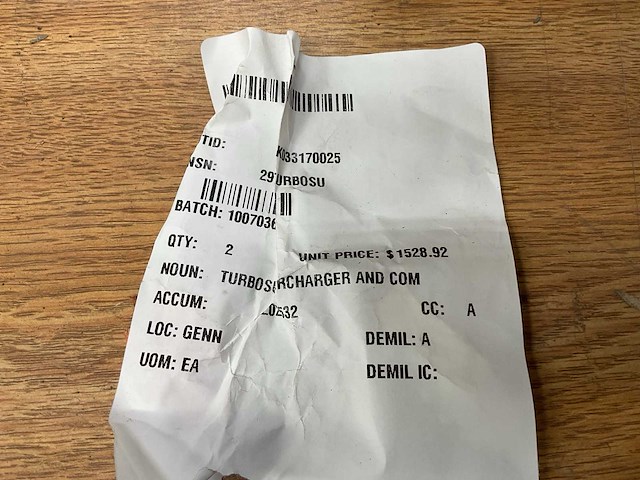 TID: K033170025
NSN: 29TURBOSU
BATCH: 1007036
QTY: 2 UNIT PRICE: $1528.92
NOUN: TURBOSURCHARGER AND COM
ACCUM:
CC: A
LOC: GENN DEMIL: A
UOM: EA DEMIL IC: